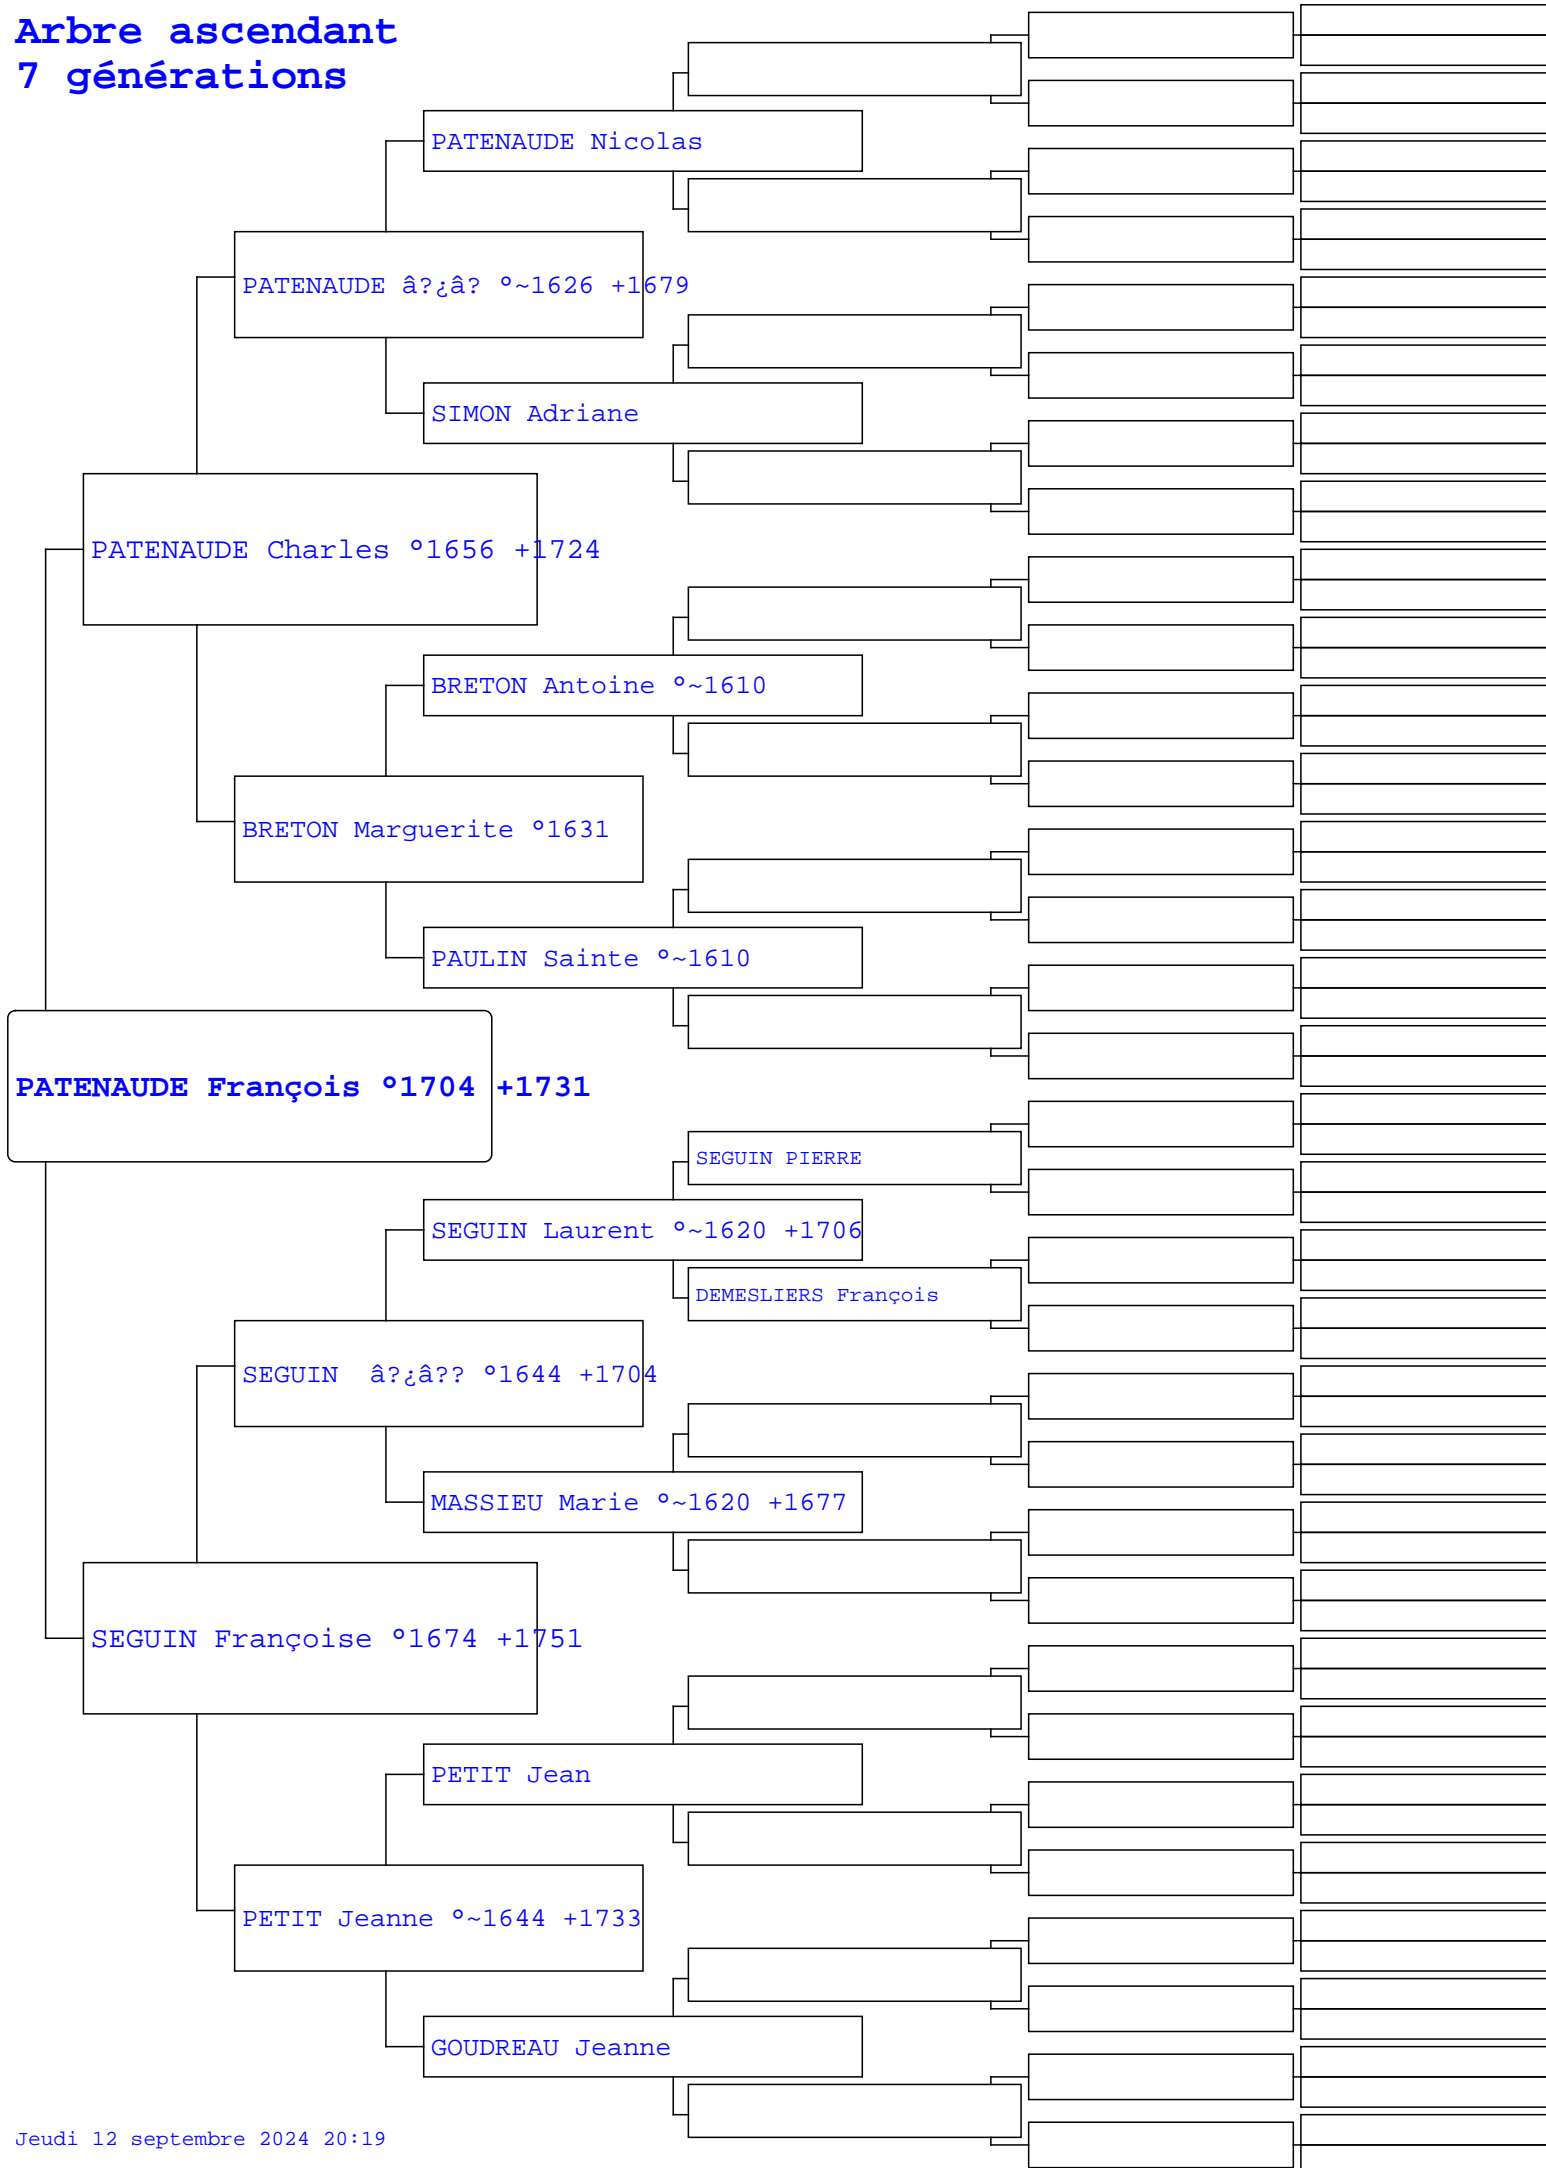 Arbre ascendant
7 générations
PATENAUDE Nicolas
PATENAUDE â?¿â? °~1626 +1679
SIMON Adriane
PATENAUDE Charles °1656 +1724
BRETON Antoine °~1610
BRETON Marguerite °1631
PAULIN Sainte °~1610
PATENAUDE François °1704 +1731
SEGUIN PIERRE
SEGUIN Laurent °~1620 +1706
DEMESLIERS François
SEGUIN  â?¿â?? °1644 +1704
MASSIEU Marie °~1620 +1677
SEGUIN Françoise °1674 +1751
PETIT Jean
PETIT Jeanne °~1644 +1733
GOUDREAU Jeanne
Jeudi 12 septembre 2024 20:19